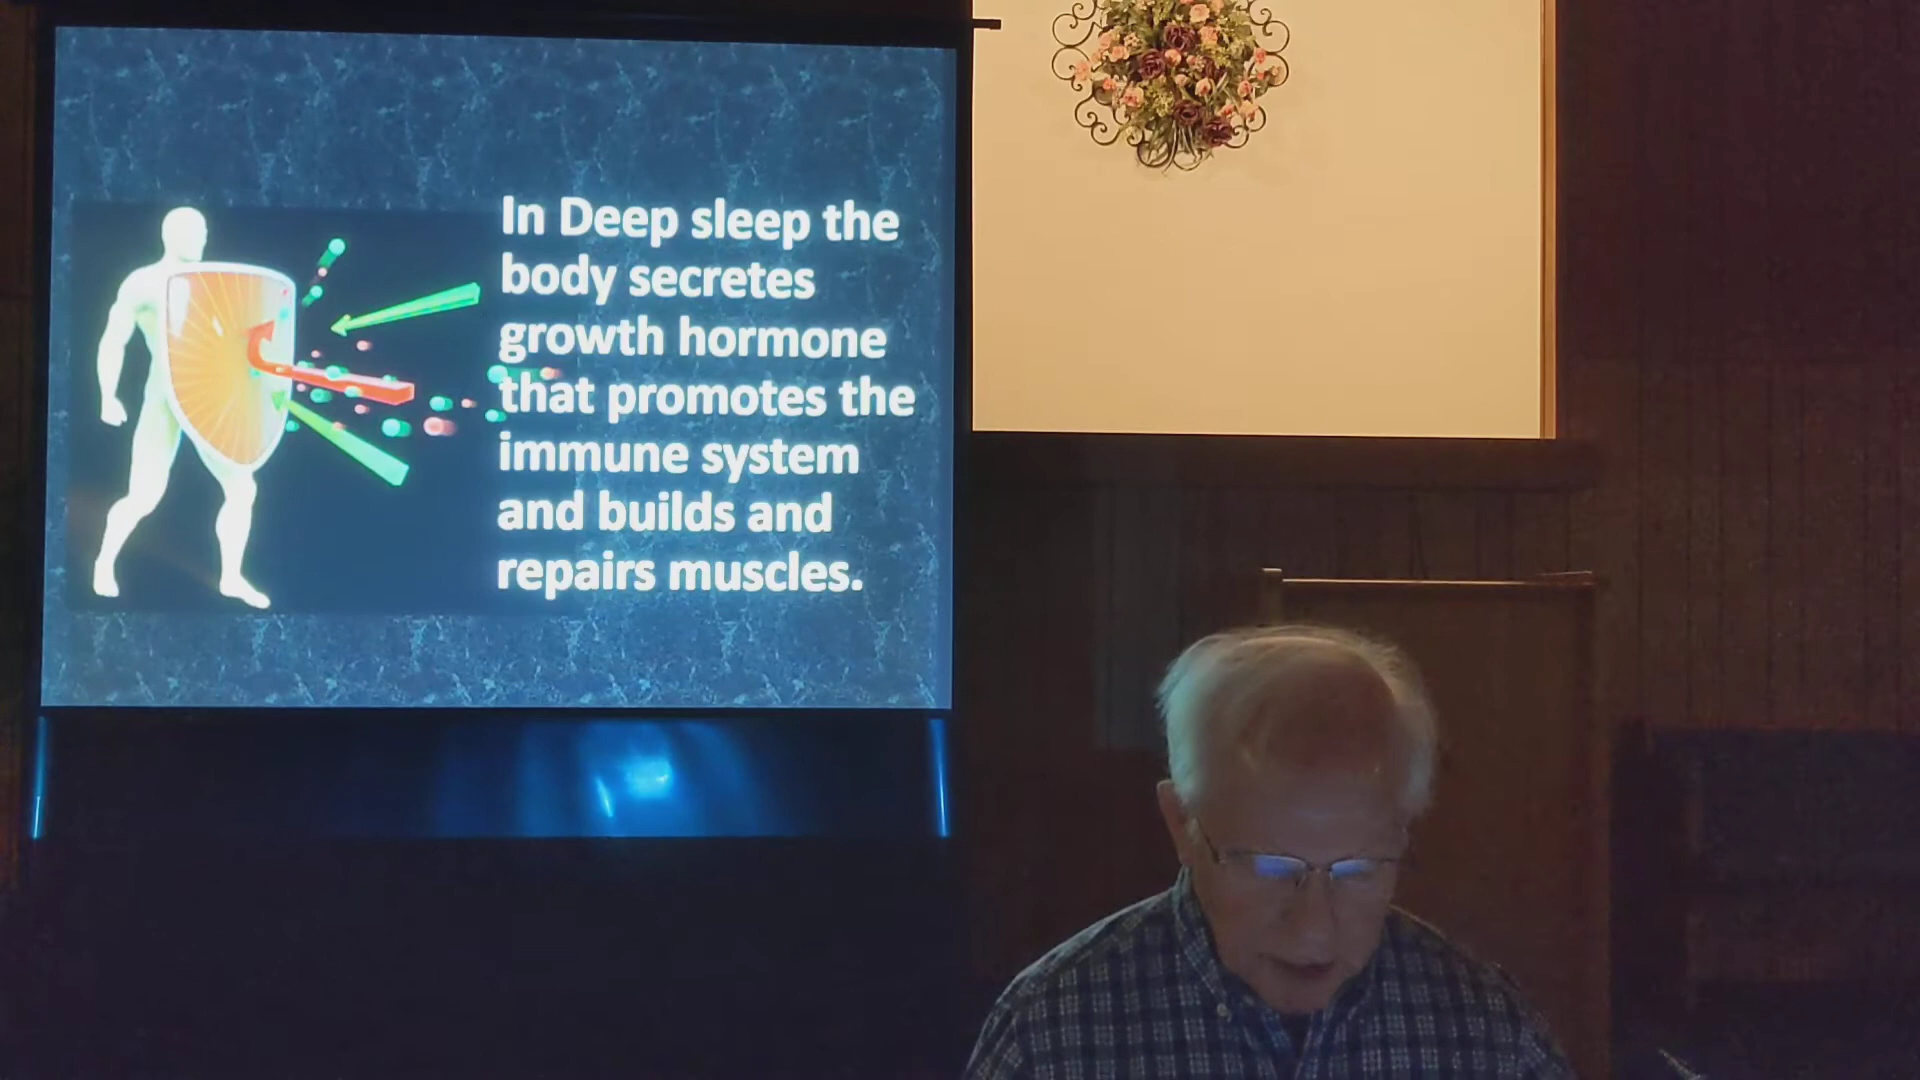 In Deep sleep the
body secretes
growth hormone
that promotes the
immune system
and builds and
repairs muscles.